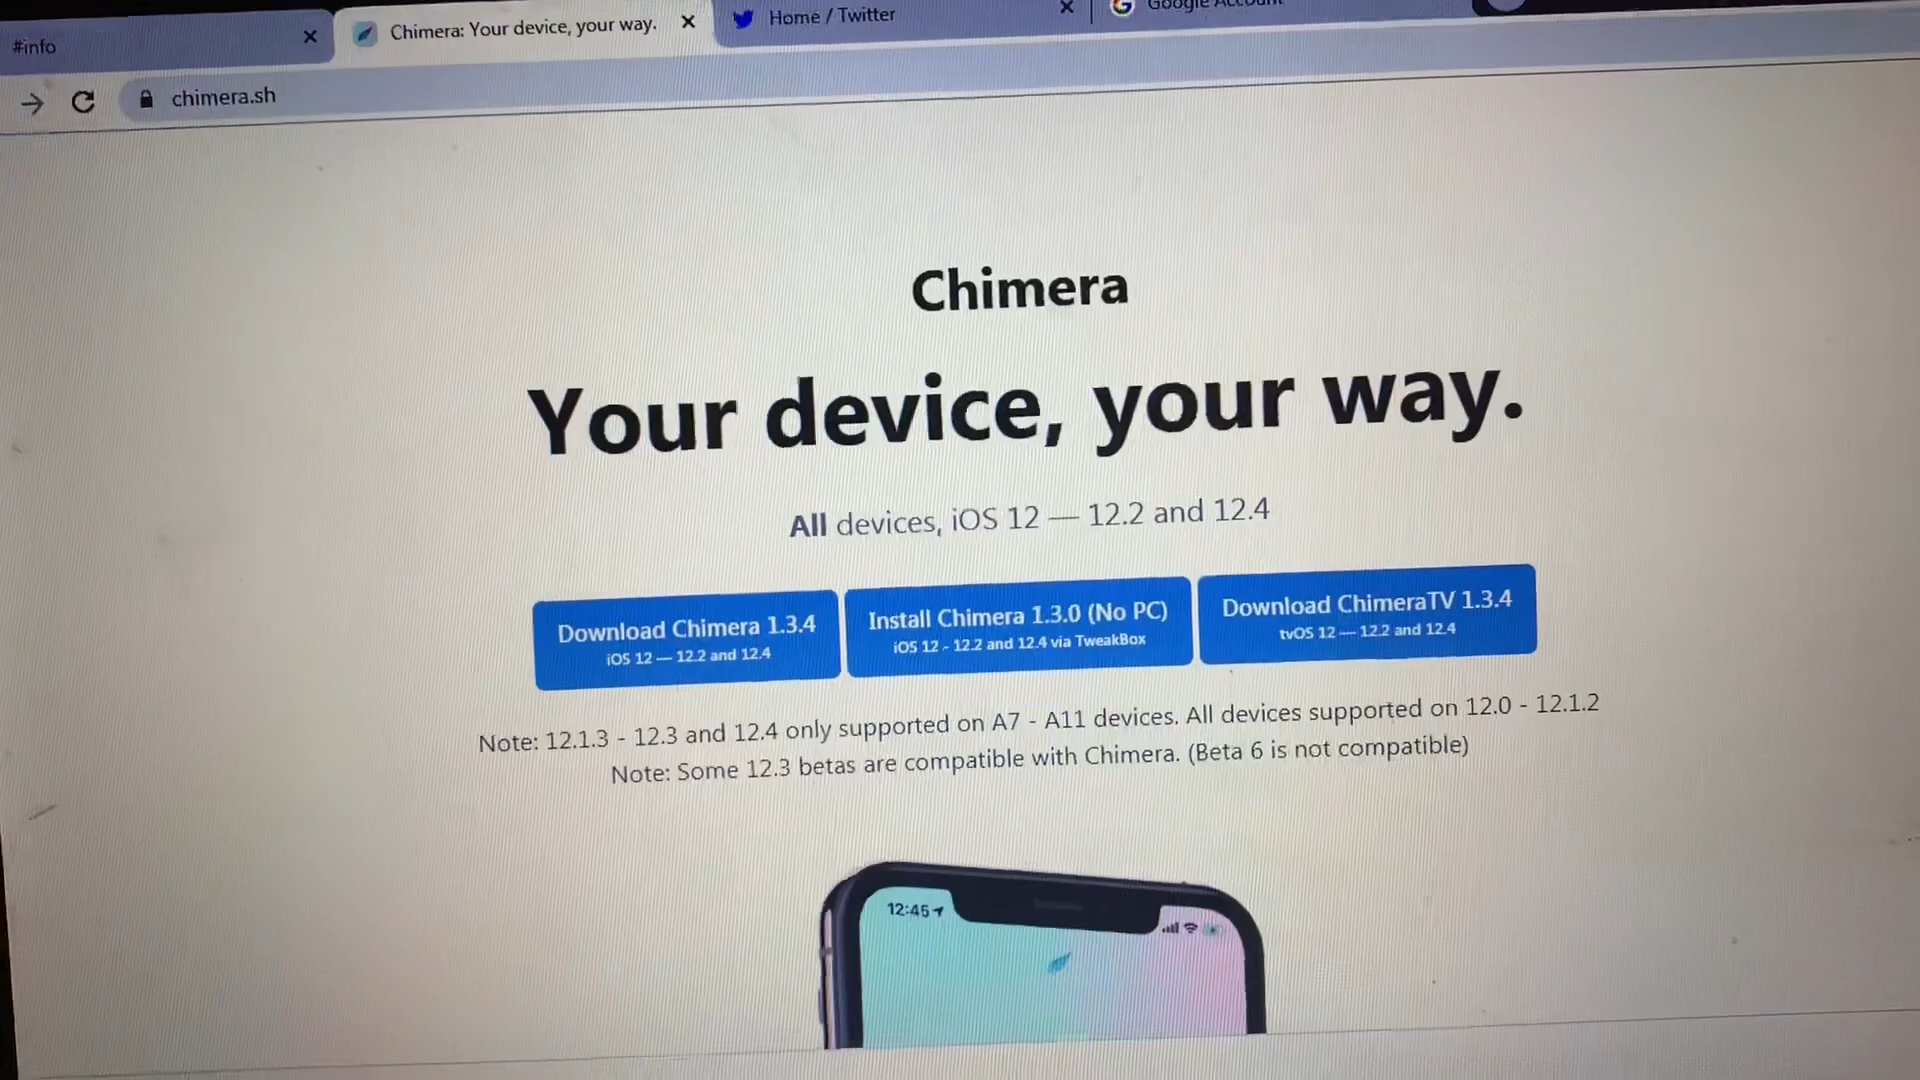 #info
Chimera: Your device, your way.
Home / Twitter
Google Account
chimera.sh
Chimera
Your device, your way.
All devices, iOS 12 — 12.2 and 12.4
Download Chimera 1.3.4
iOS 12 — 12.2 and 12.4
Install Chimera 1.3.0 (No PC)
iOS 12 - 12.2 and 12.4 via TweakBox
Download ChimeraTV 1.3.4
tvOS 12 — 12.2 and 12.4
Note: 12.1.3 - 12.3 and 12.4 only supported on A7 - A11 devices. All devices supported on 12.0 - 12.1.2
Note: Some 12.3 betas are compatible with Chimera. (Beta 6 is not compatible)
12:45